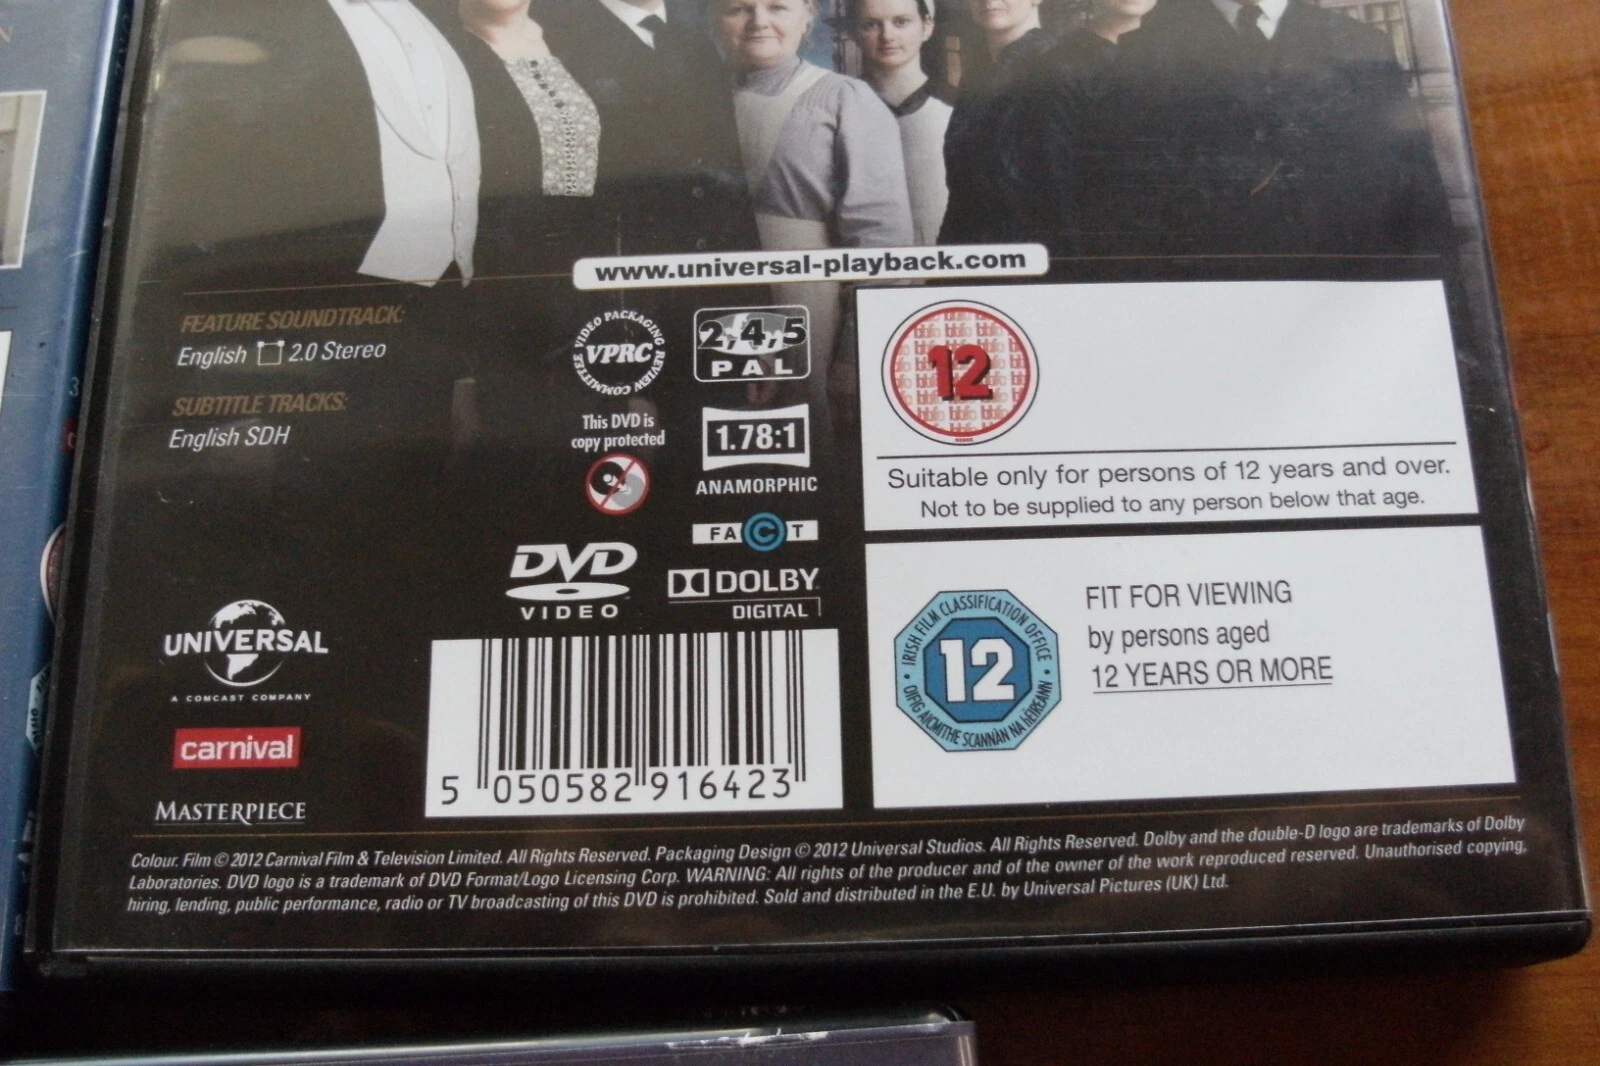 www.universal-playback.com
FEATURE SOUNDTRACK:
English 2.0 Stereo
SUBTITLE TRACKS:
English SDH
VIDEO PACKAGING REVIEW COMMITTEE
VPRC
2,4,5
PAL
This DVD is
copy protected
1.78:1
ANAMORPHIC
FACT
DVD
VIDEO
DOLBY
DIGITAL
12
Suitable only for persons of 12 years and over.
Not to be supplied to any person below that age.
IRISH FILM CLASSIFICATION OFFICE
12
OIFIG AICMITHE SCANNÁN NA hÉIREANN
FIT FOR VIEWING
by persons aged
12 YEARS OR MORE
UNIVERSAL
A COMCAST COMPANY
carnival
MASTERPIECE
5 050582 916423
Colour. Film © 2012 Carnival Film & Television Limited. All Rights Reserved. Packaging Design © 2012 Universal Studios. All Rights Reserved. Dolby and the double-D logo are trademarks of Dolby
Laboratories. DVD logo is a trademark of DVD Format/Logo Licensing Corp. WARNING: All rights of the producer and of the owner of the work reproduced reserved. Unauthorised copying,
hiring, lending, public performance, radio or TV broadcasting of this DVD is prohibited. Sold and distributed in the E.U. by Universal Pictures (UK) Ltd.